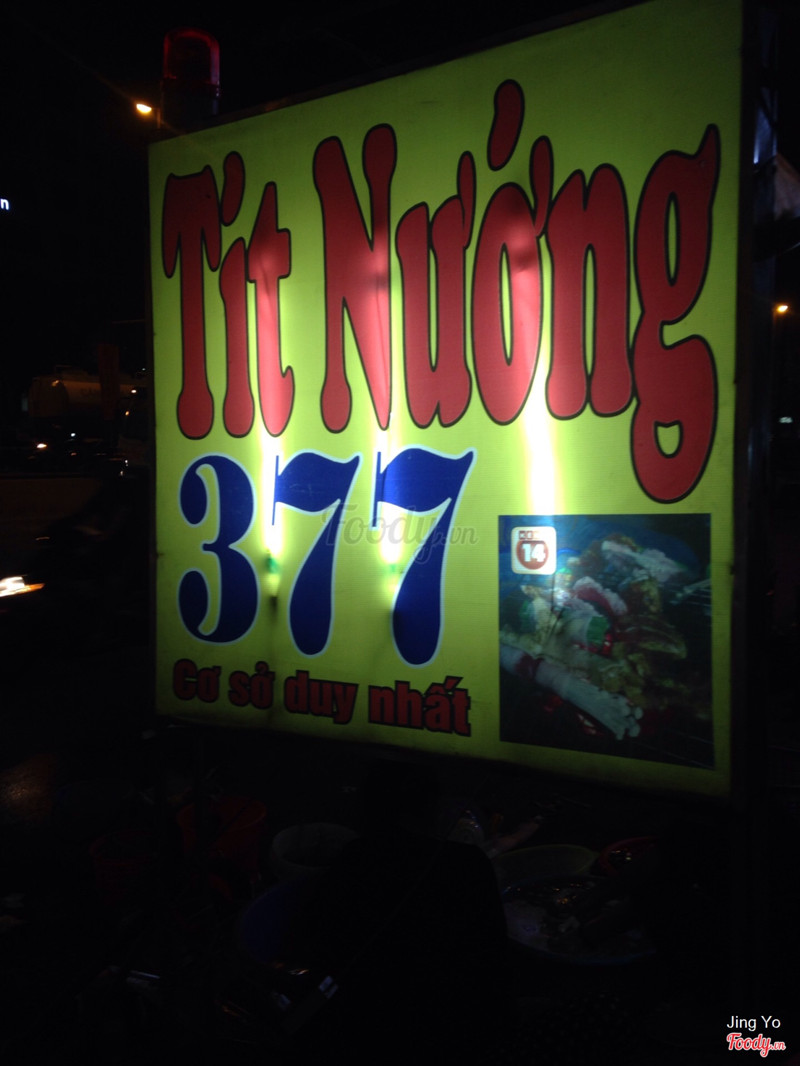 Tít Nướng
377
Cơ sở duy nhất
14
Foody.vn
n
Jing Yo
Foody.vn